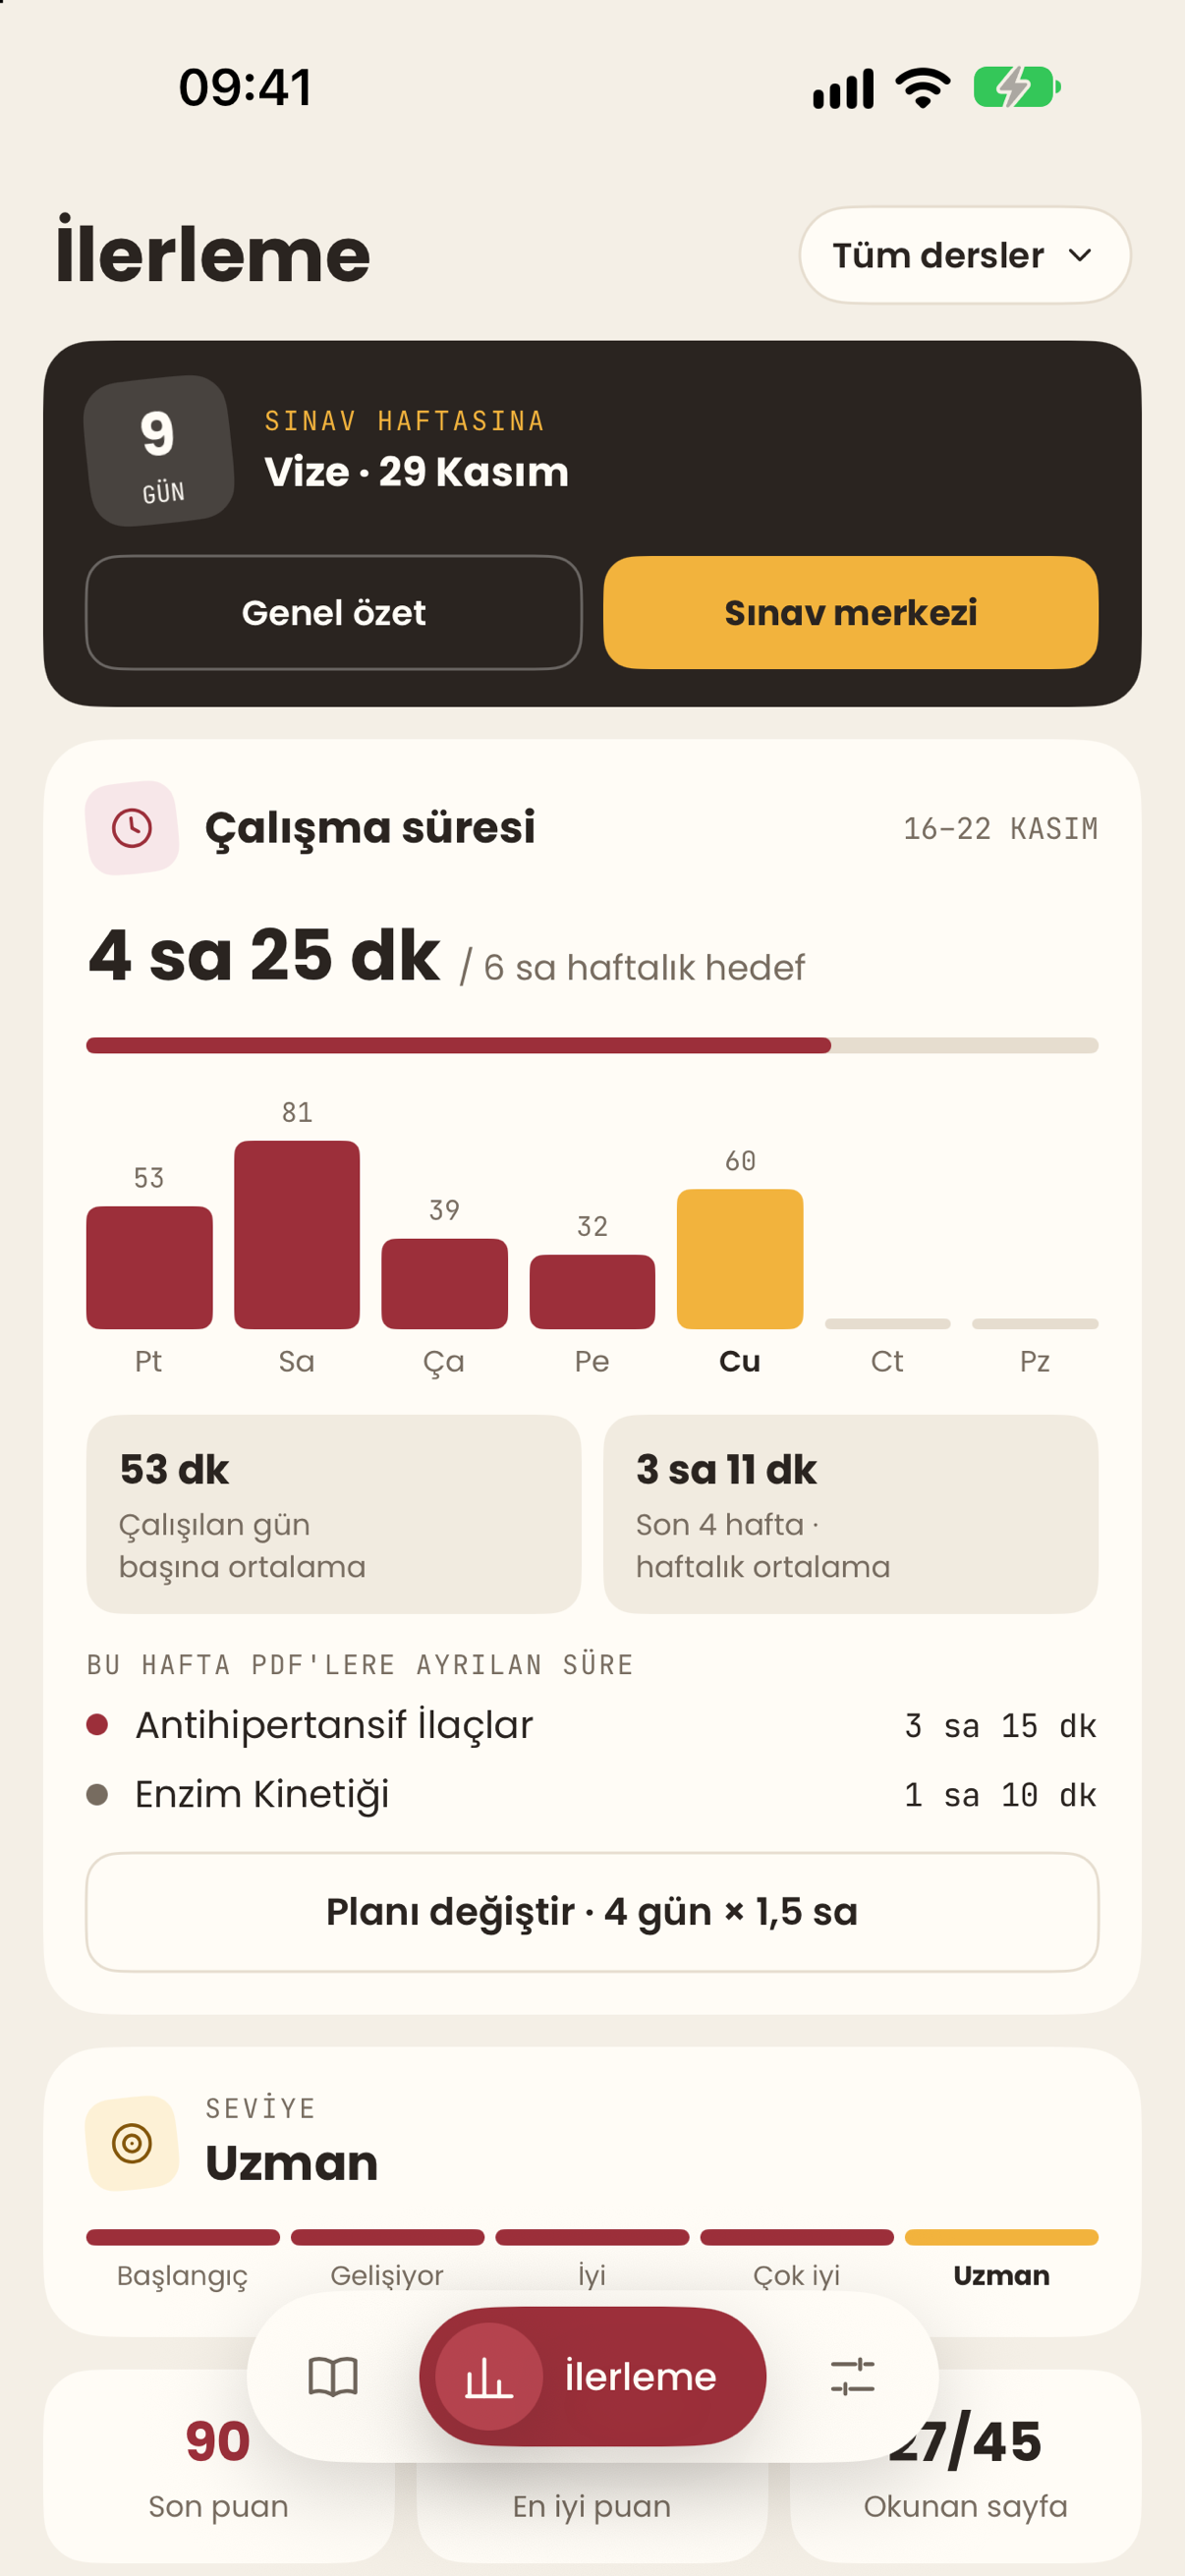 09:41
İlerleme
Tüm dersler
9
GÜN
SINAV HAFTASINA
Vize · 29 Kasım
Genel özet
Sınav merkezi
Çalışma süresi
16–22 KASIM
4 sa 25 dk / 6 sa haftalık hedef
53
81
39
32
60
Pt
Sa
Ça
Pe
Cu
Ct
Pz
53 dk
Çalışılan gün
başına ortalama
3 sa 11 dk
Son 4 hafta ·
haftalık ortalama
BU HAFTA PDF'LERE AYRILAN SÜRE
Antihipertansif İlaçlar
3 sa 15 dk
Enzim Kinetiği
1 sa 10 dk
Planı değiştir · 4 gün × 1,5 sa
SEVİYE
Uzman
Başlangıç
Gelişiyor
İyi
Çok iyi
Uzman
İlerleme
90
27/45
Son puan
En iyi puan
Okunan sayfa